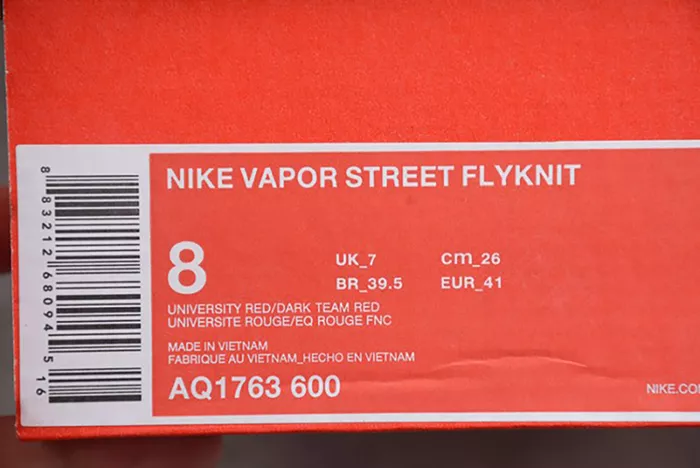 NIKE VAPOR STREET FLYKNIT
8
UK_7
cm_26
BR_39.5
EUR_41
UNIVERSITY RED/DARK TEAM RED
UNIVERSITE ROUGE/EQ ROUGE FNC
MADE IN VIETNAM
FABRIQUE AU VIETNAM_HECHO EN VIETNAM
AQ1763 600
NIKE.CO
8 83212 68094 5 16